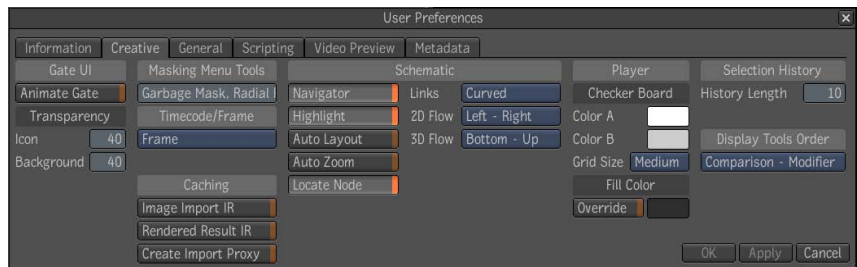 User Preferences
Information Creative General Scripting Video Preview Metadata
Gate UI Masking Menu Tools Schematic Player Selection History
Animate Gate Garbage Mask, Radial Navigator Links Curved Checker Board History Length 10
Transparency Timecode/Frame Highlight 2D Flow Left - Right Color A
Icon 40 Frame Auto Layout 3D Flow Bottom - Up Color B Display Tools Order
Background 40 Auto Zoom Grid Size Medium Comparison - Modifier
Caching Locate Node Fill Color
Image Import IR Override
Rendered Result IR
Create Import Proxy OK Apply Cancel